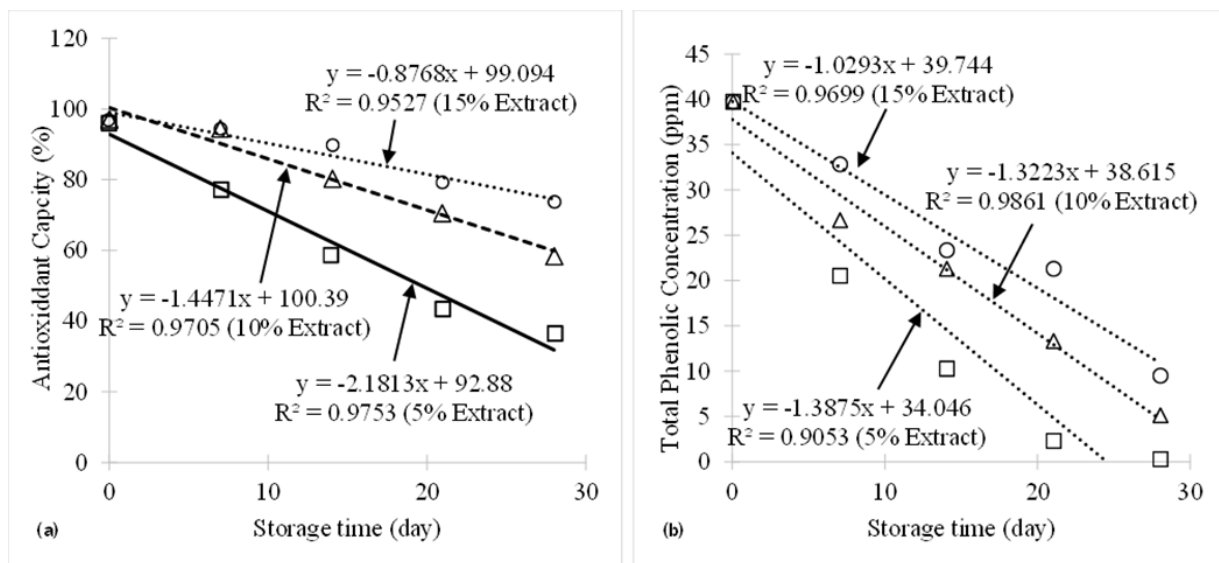 120
100
80
60
40
20
0
0
10
20
30
Antioxiddant Capcity (%)
Storage time (day)
(a)
y = -0.8768x + 99.094
R² = 0.9527 (15% Extract)
y = -1.4471x + 100.39
R² = 0.9705 (10% Extract)
y = -2.1813x + 92.88
R² = 0.9753 (5% Extract)
45
40
35
30
25
20
15
10
5
0
0
10
20
30
Total Phenolic Concentration (ppm)
Storage time (day)
(b)
y = -1.0293x + 39.744
R² = 0.9699 (15% Extract)
y = -1.3223x + 38.615
R² = 0.9861 (10% Extract)
y = -1.3875x + 34.046
R² = 0.9053 (5% Extract)